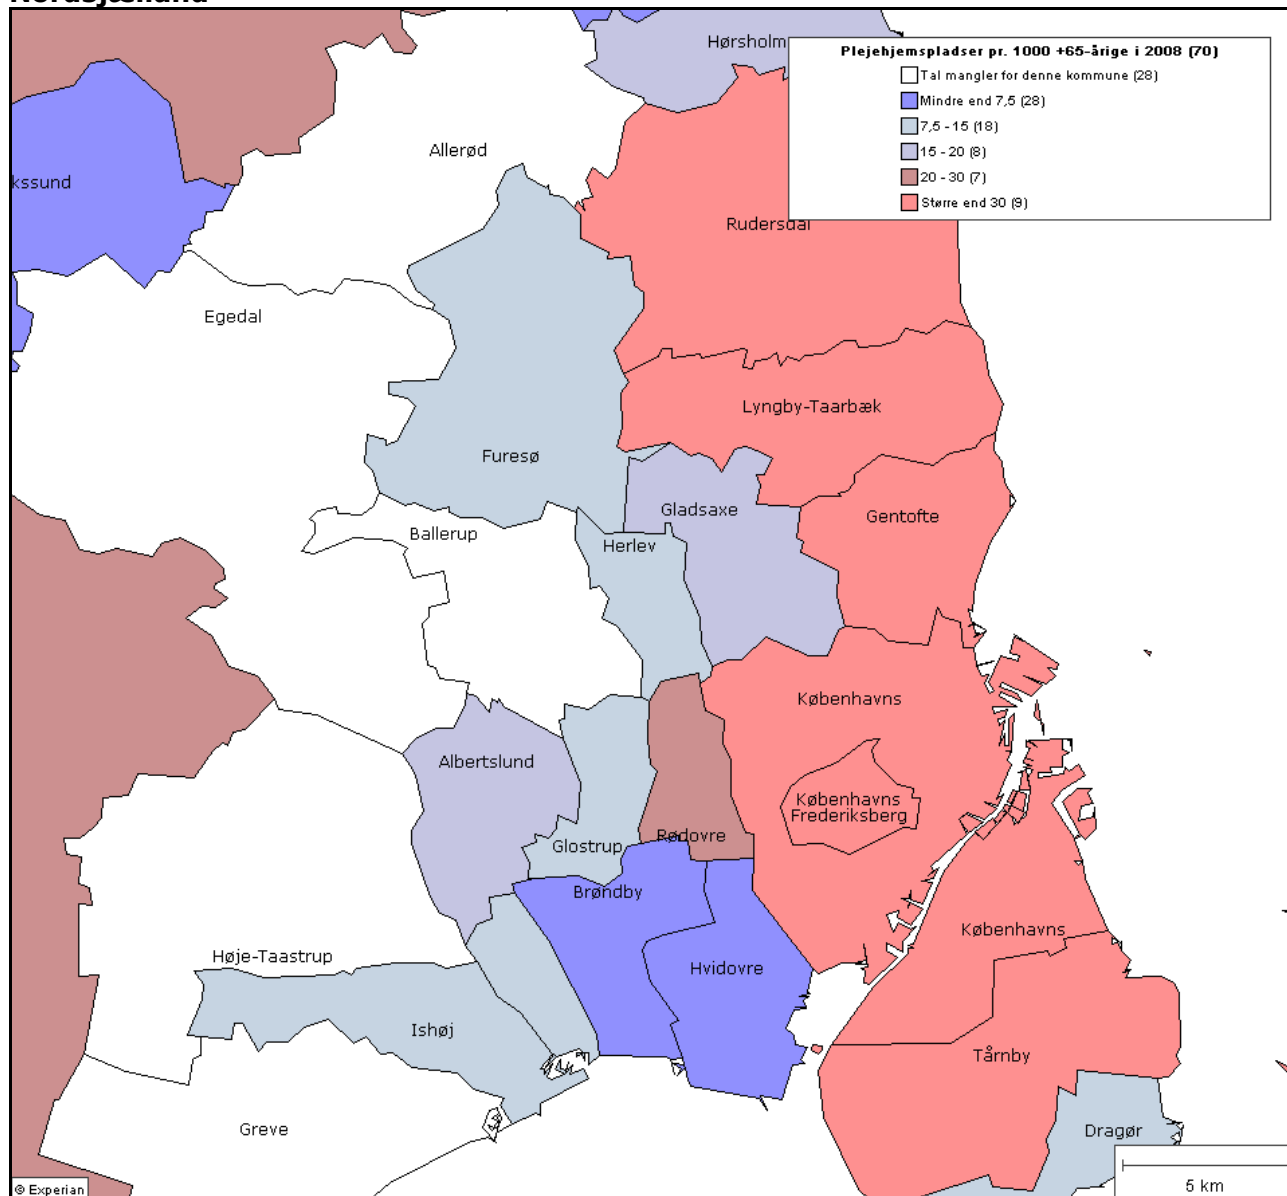 Nordsjælland
Hørsholm
Plejehjemspladser pr. 1000 +65-årige i 2008 (70)
Tal mangler for denne kommune (28)
Mindre end 7,5 (28)
7,5 - 15 (18)
15 - 20 (8)
20 - 30 (7)
Større end 30 (9)
Allerød
kssund
Rudersdal
Egedal
Lyngby-Taarbæk
Furesø
Gladsaxe
Gentofte
Ballerup
Herlev
Københavns
Albertslund
Københavns
Frederiksberg
Rødovre
Glostrup
Brøndby
Københavns
Høje-Taastrup
Hvidovre
Ishøj
Tårnby
Greve
Dragør
5 km
© Experian